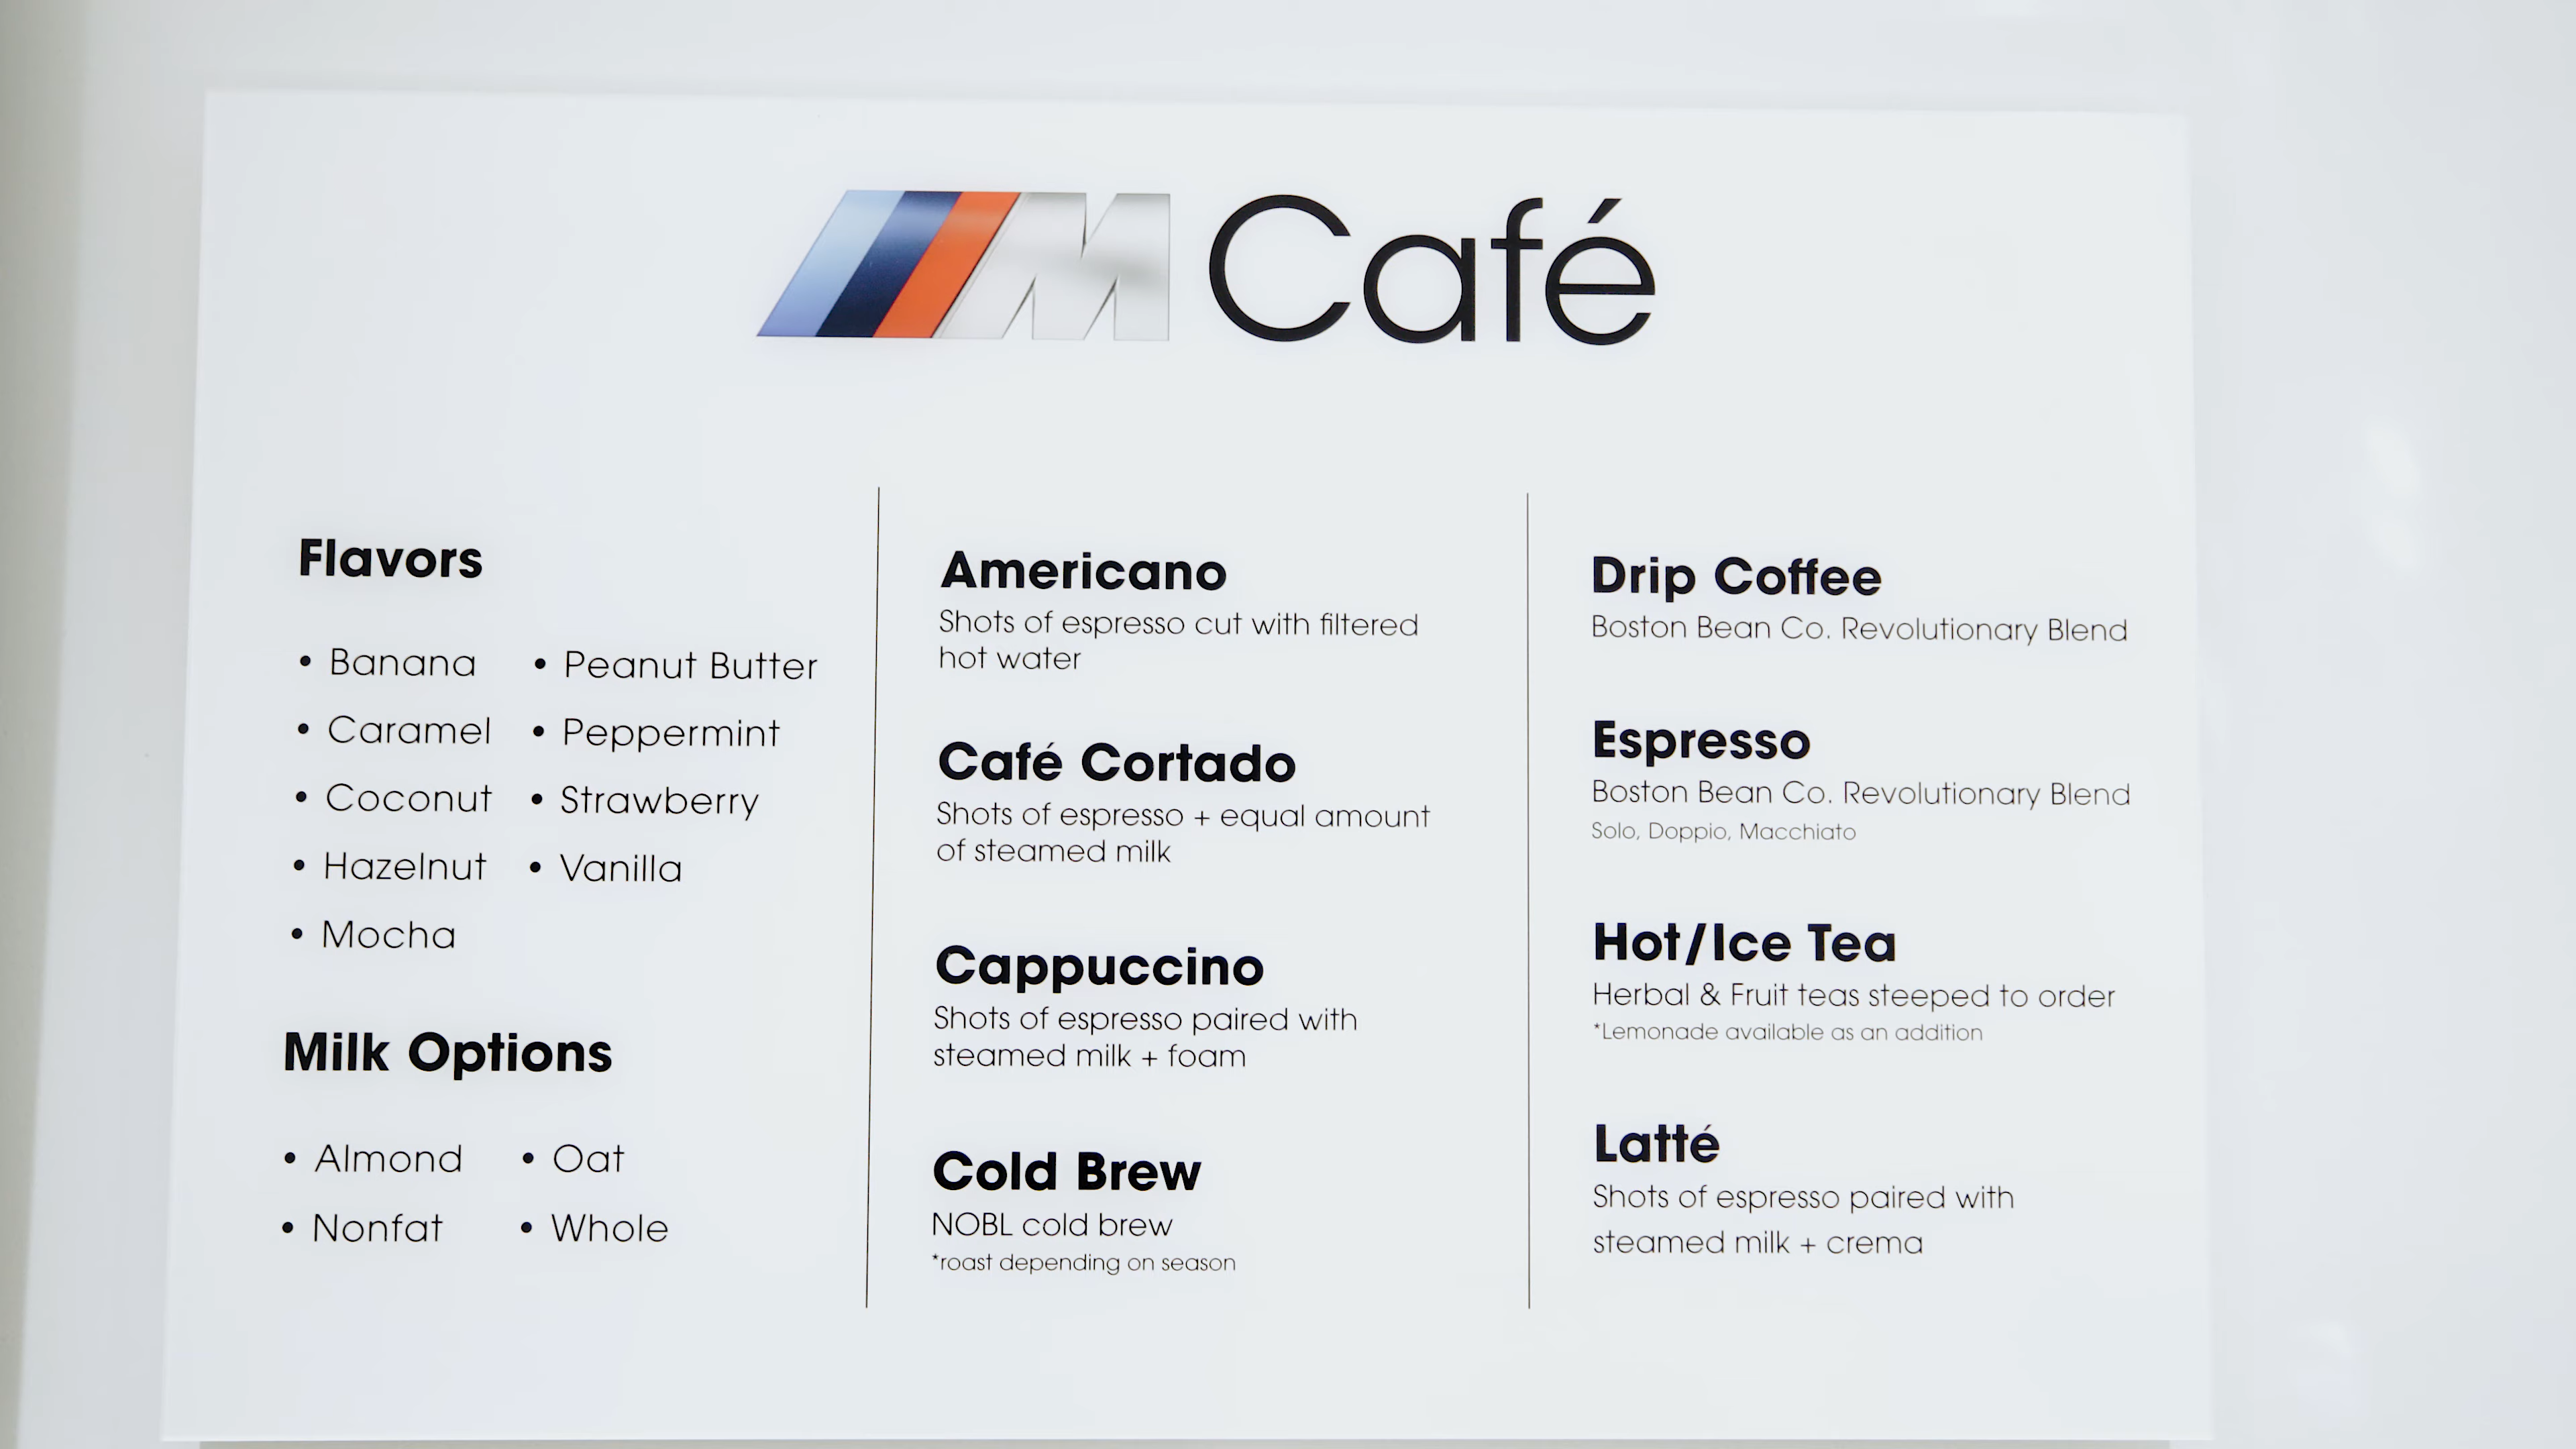 M Café
Flavors
• Banana
• Caramel
• Coconut
• Hazelnut
• Mocha
• Peanut Butter
• Peppermint
• Strawberry
• Vanilla
Milk Options
• Almond
• Nonfat
• Oat
• Whole
Americano
Shots of espresso cut with filtered
hot water
Café Cortado
Shots of espresso + equal amount
of steamed milk
Cappuccino
Shots of espresso paired with
steamed milk + foam
Cold Brew
NOBL cold brew
*roast depending on season
Drip Coffee
Boston Bean Co. Revolutionary Blend
Espresso
Boston Bean Co. Revolutionary Blend
Solo, Doppio, Macchiato
Hot/Ice Tea
Herbal & Fruit teas steeped to order
*Lemonade available as an addition
Latté
Shots of espresso paired with
steamed milk + crema